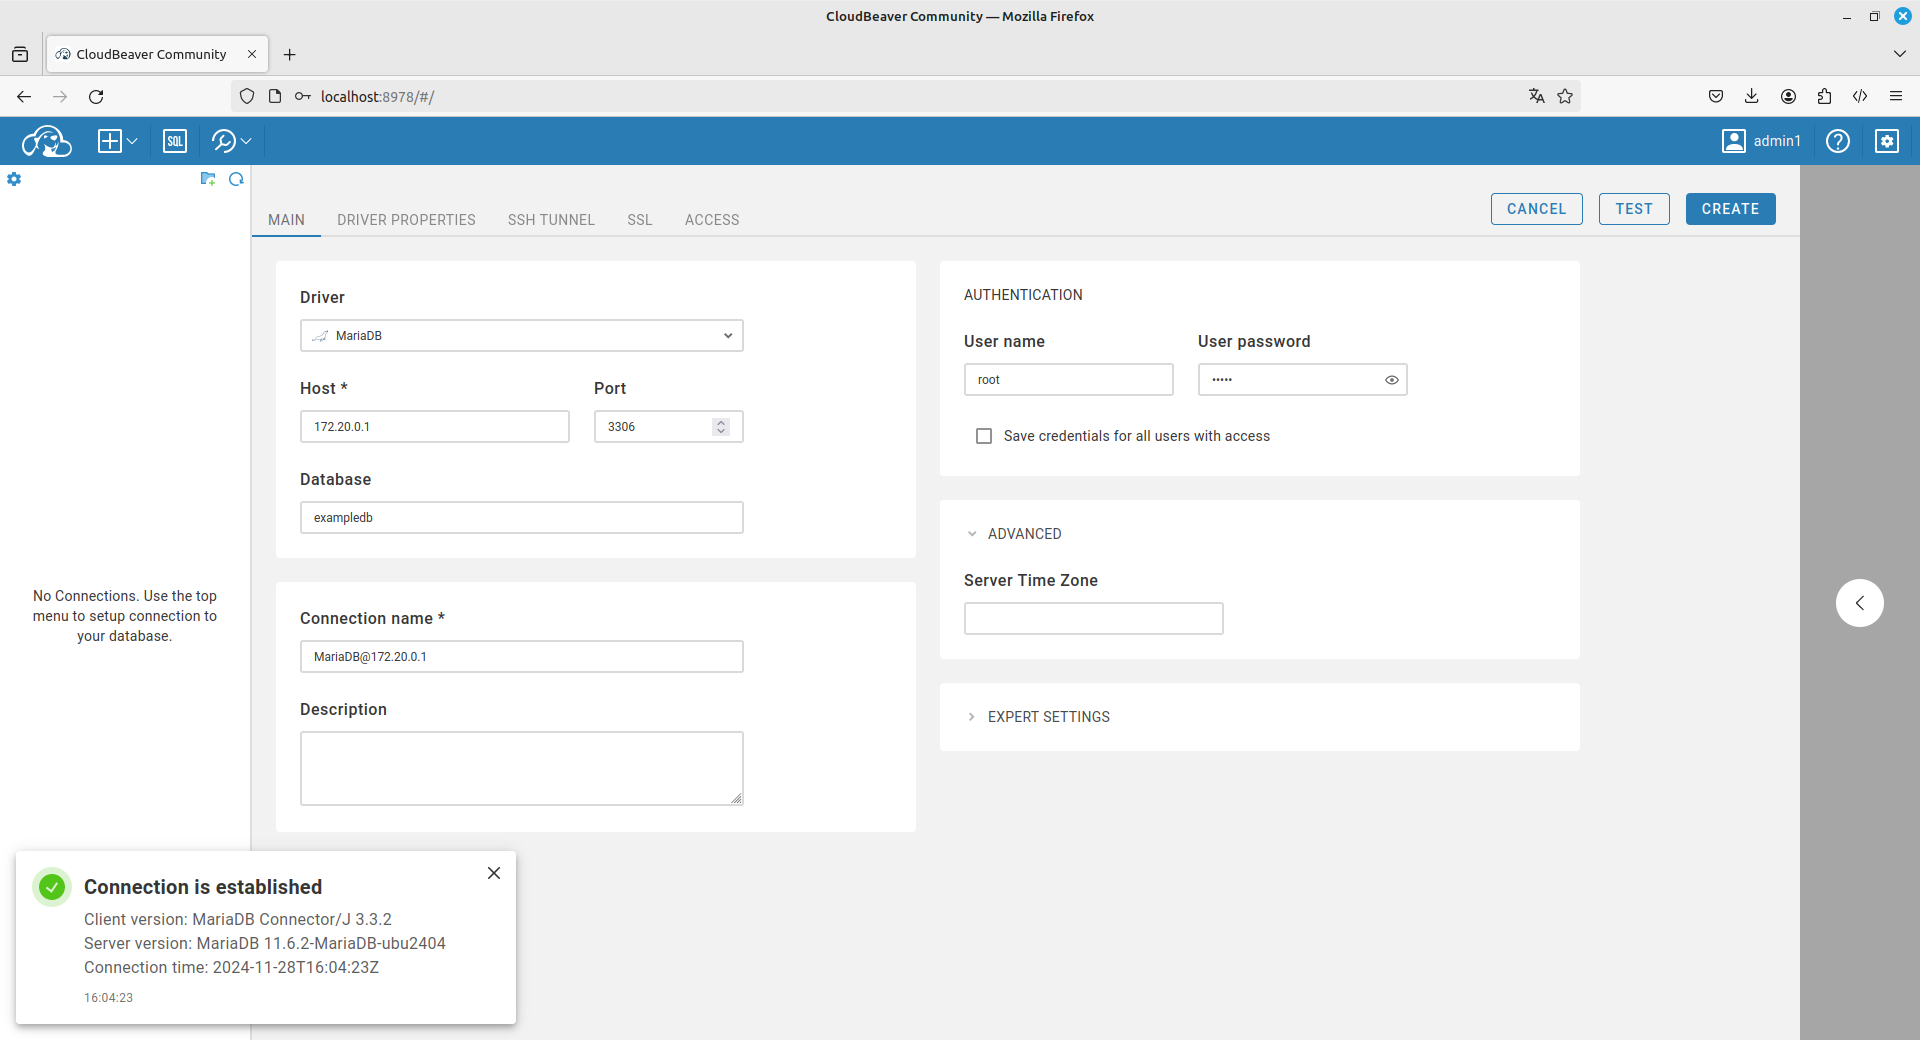 CloudBeaver Community — Mozilla Firefox
CloudBeaver Community
localhost:8978/#/
SQL
admin1
MAIN DRIVER PROPERTIES SSH TUNNEL SSL ACCESS
CANCEL TEST CREATE
Driver
MariaDB
Host * Port
172.20.0.1 3306
Database
exampledb
Connection name *
MariaDB@172.20.0.1
Description
AUTHENTICATION
User name User password
root •••••
Save credentials for all users with access
ADVANCED
Server Time Zone
EXPERT SETTINGS
No Connections. Use the top
menu to setup connection to
your database.
Connection is established
Client version: MariaDB Connector/J 3.3.2
Server version: MariaDB 11.6.2-MariaDB-ubu2404
Connection time: 2024-11-28T16:04:23Z
16:04:23